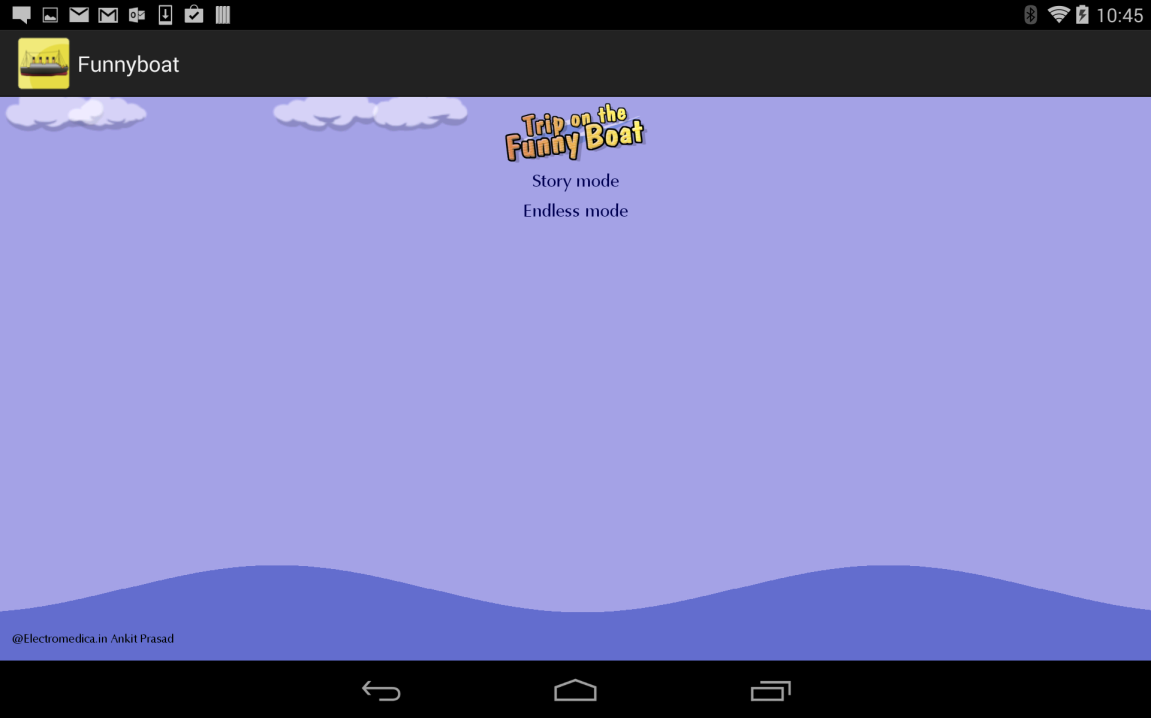 10:45
Funnyboat
Trip on the
Funny Boat
Story mode
Endless mode
@Electromedica.in Ankit Prasad